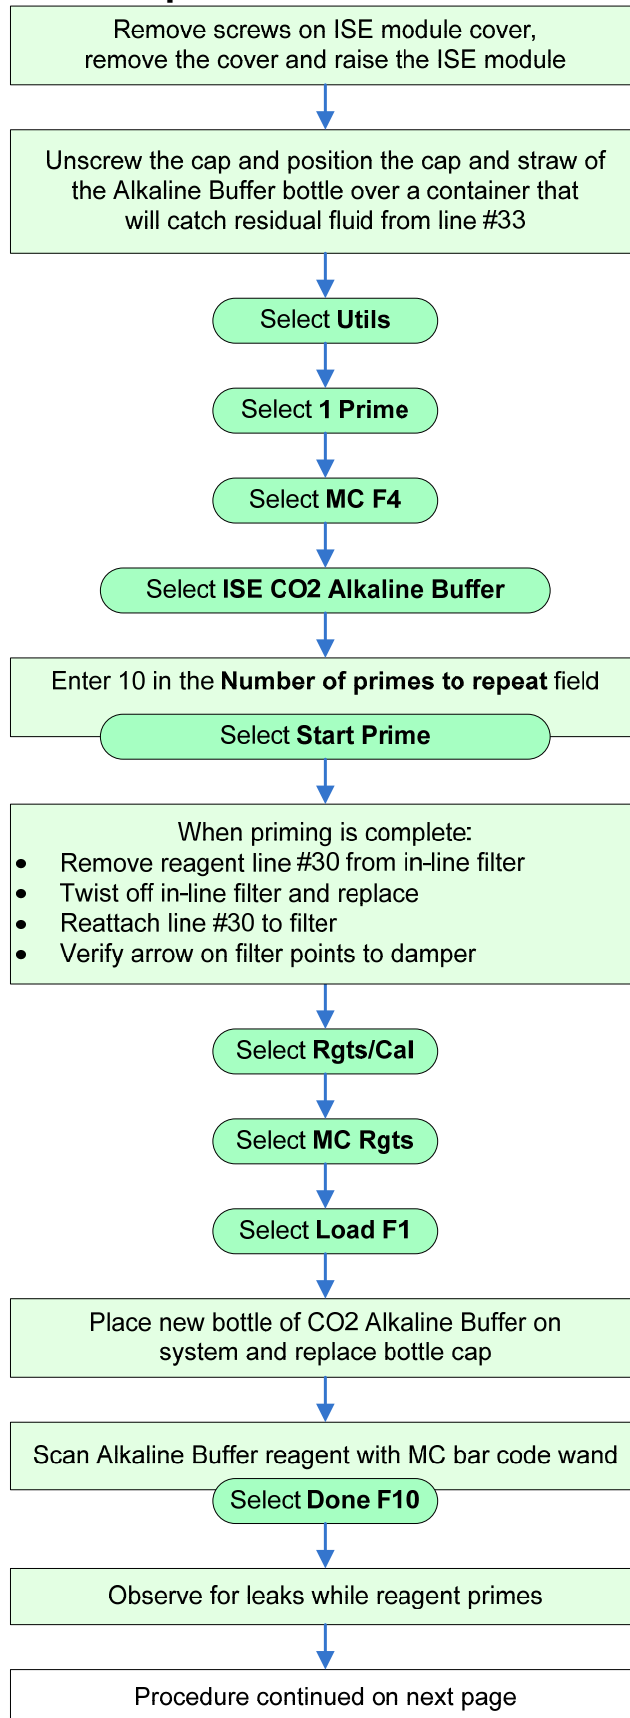 Remove screws on ISE module cover,
remove the cover and raise the ISE module
Unscrew the cap and position the cap and straw of
the Alkaline Buffer bottle over a container that
will catch residual fluid from line #33
Select Utils
Select 1 Prime
Select MC F4
Select ISE CO2 Alkaline Buffer
Enter 10 in the Number of primes to repeat field
Select Start Prime
When priming is complete:
• Remove reagent line #30 from in-line filter
• Twist off in-line filter and replace
• Reattach line #30 to filter
• Verify arrow on filter points to damper
Select Rgts/Cal
Select MC Rgts
Select Load F1
Place new bottle of CO2 Alkaline Buffer on
system and replace bottle cap
Scan Alkaline Buffer reagent with MC bar code wand
Select Done F10
Observe for leaks while reagent primes
Procedure continued on next page